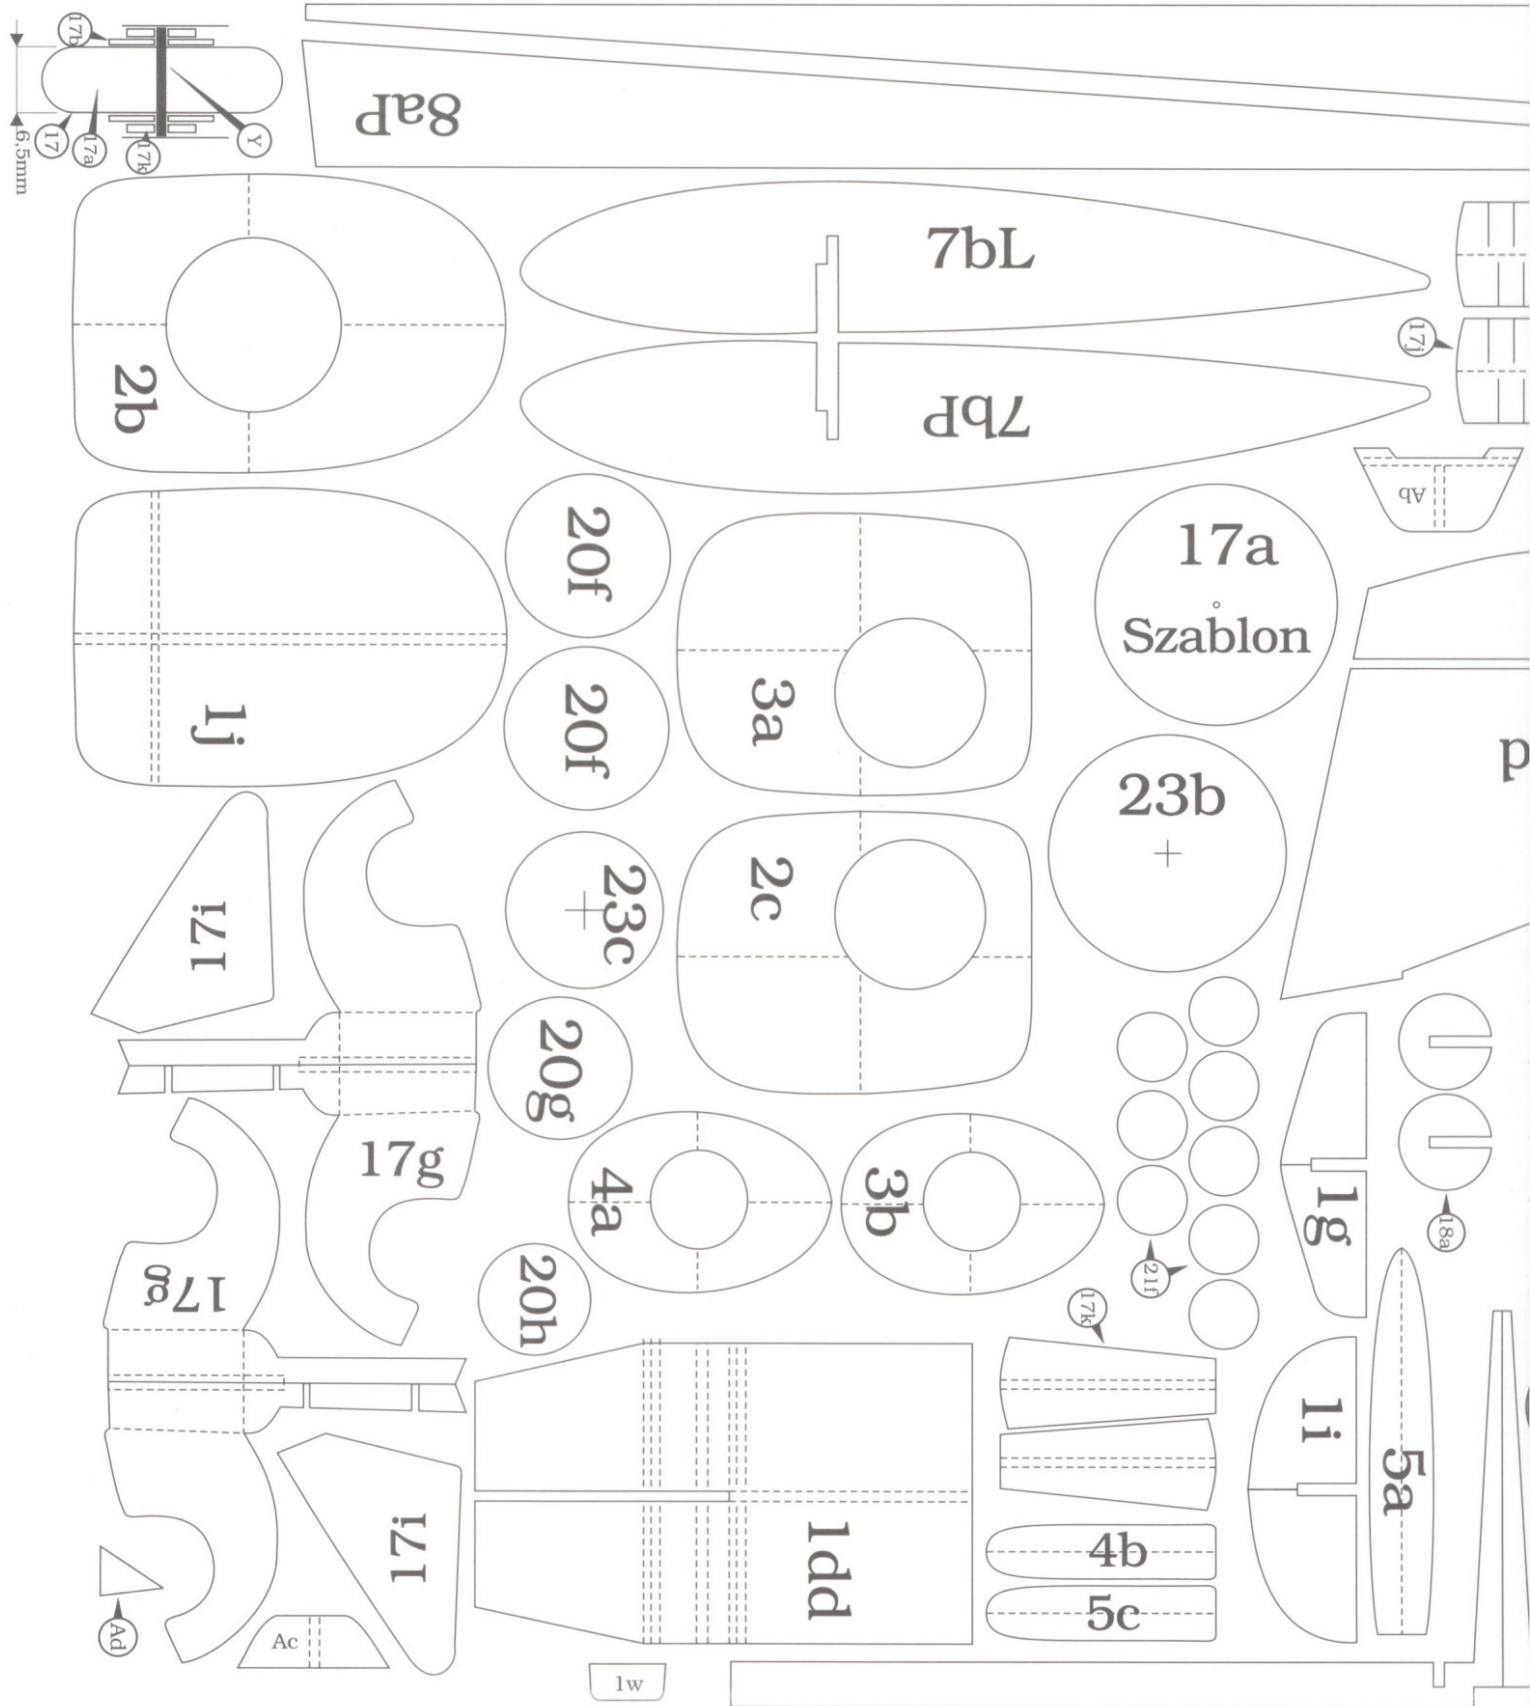 17b
6,5mm
17
17a
17k
Y
8aP
2b
7bL
7bP
17j
Ab
1j
20f
20f
3a
17a
Szablon
23b
17i
23c
2c
20g
17g
17g
4a
3b
20h
21f
17k
1g
18a
1i
5a
17i
Ad
Ac
1dd
4b
5c
1w